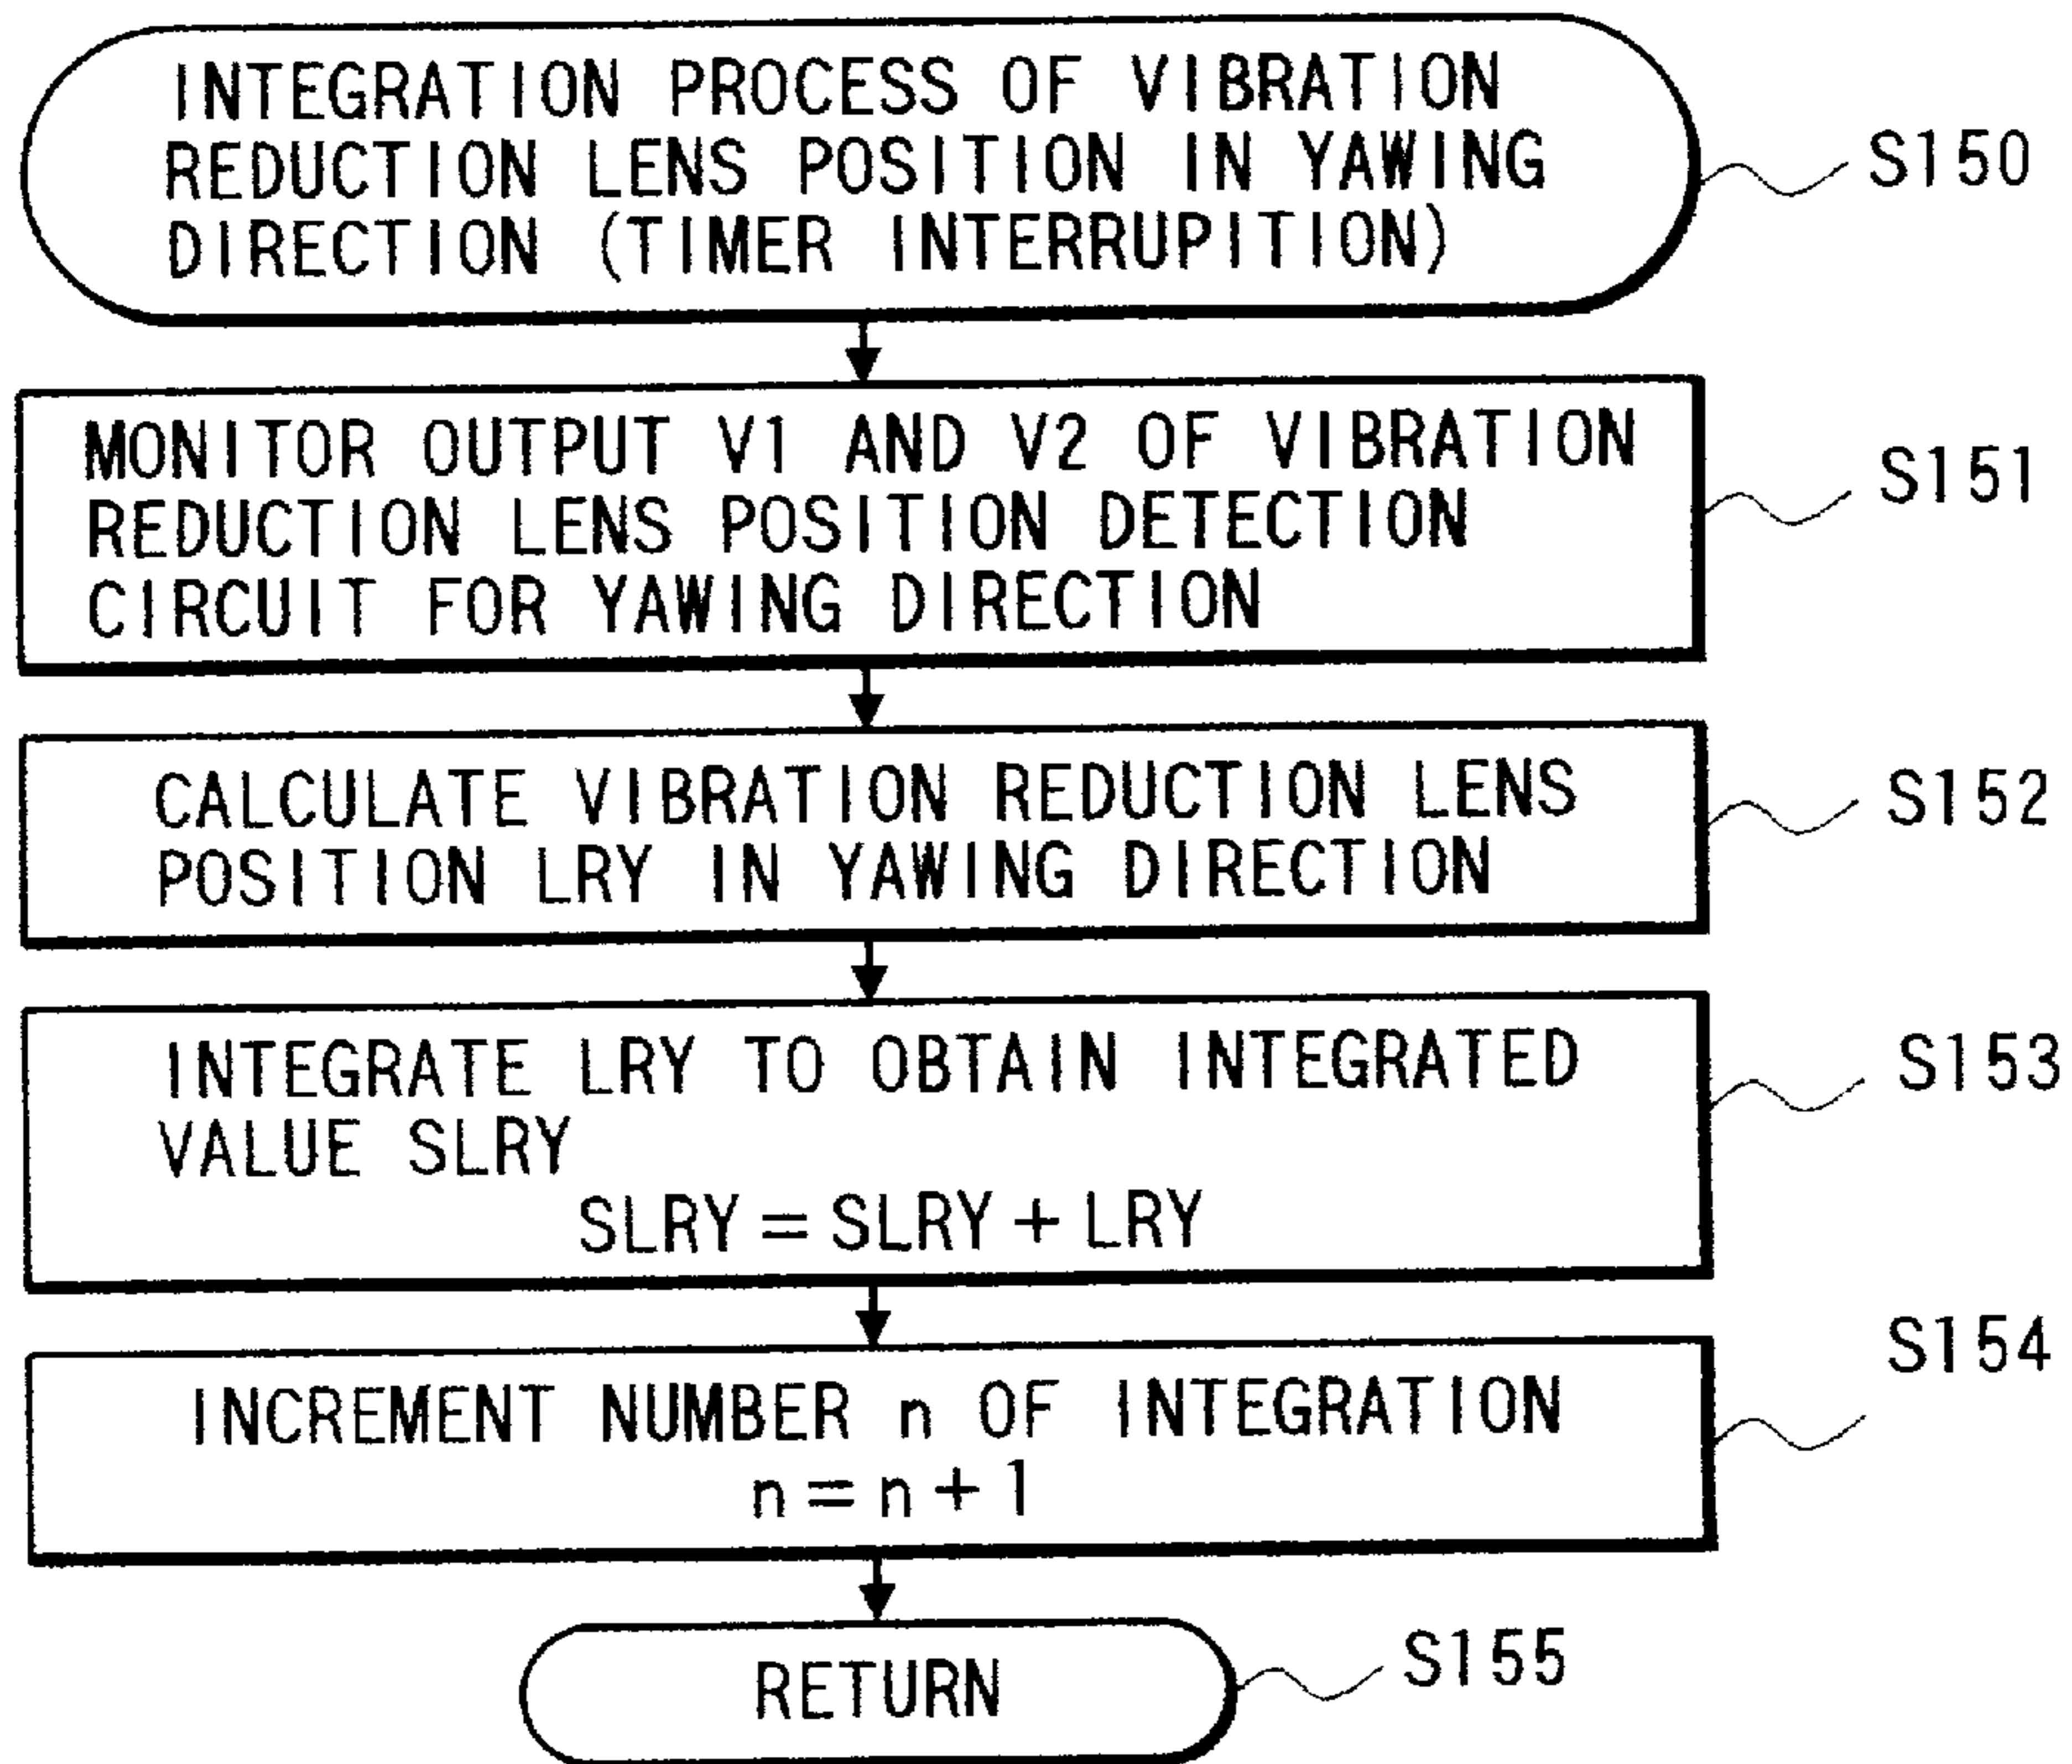 INTEGRATION PROCESS OF VIBRATION
REDUCTION LENS POSITION IN YAWING
DIRECTION (TIMER INTERRUPITION)
S150
MONITOR OUTPUT V1 AND V2 OF VIBRATION
REDUCTION LENS POSITION DETECTION
CIRCUIT FOR YAWING DIRECTION
S151
CALCULATE VIBRATION REDUCTION LENS
POSITION LRY IN YAWING DIRECTION
S152
INTEGRATE LRY TO OBTAIN INTEGRATED
VALUE SLRY
SLRY = SLRY + LRY
S153
INCREMENT NUMBER n OF INTEGRATION
n = n + 1
S154
RETURN
S155